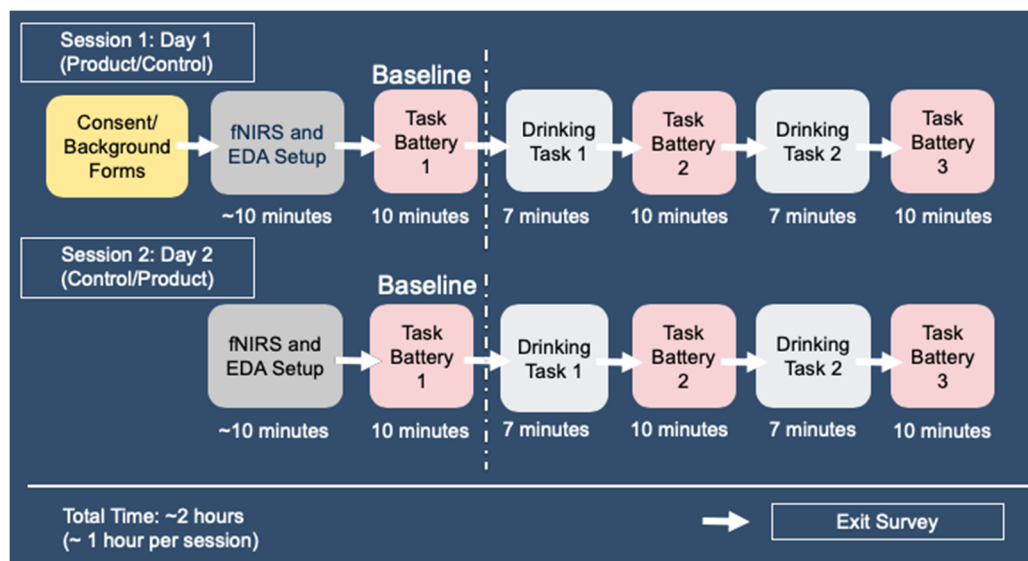 Session 1: Day 1
(Product/Control)
Baseline
Consent/
Background
Forms
fNIRS and
EDA Setup
Task
Battery
1
Drinking
Task 1
Task
Battery
2
Drinking
Task 2
Task
Battery
3
~10 minutes
10 minutes
7 minutes
10 minutes
7 minutes
10 minutes
Session 2: Day 2
(Control/Product)
Baseline
fNIRS and
EDA Setup
Task
Battery
1
Drinking
Task 1
Task
Battery
2
Drinking
Task 2
Task
Battery
3
~10 minutes
10 minutes
7 minutes
10 minutes
7 minutes
10 minutes
Total Time: ~2 hours
(~ 1 hour per session)
Exit Survey